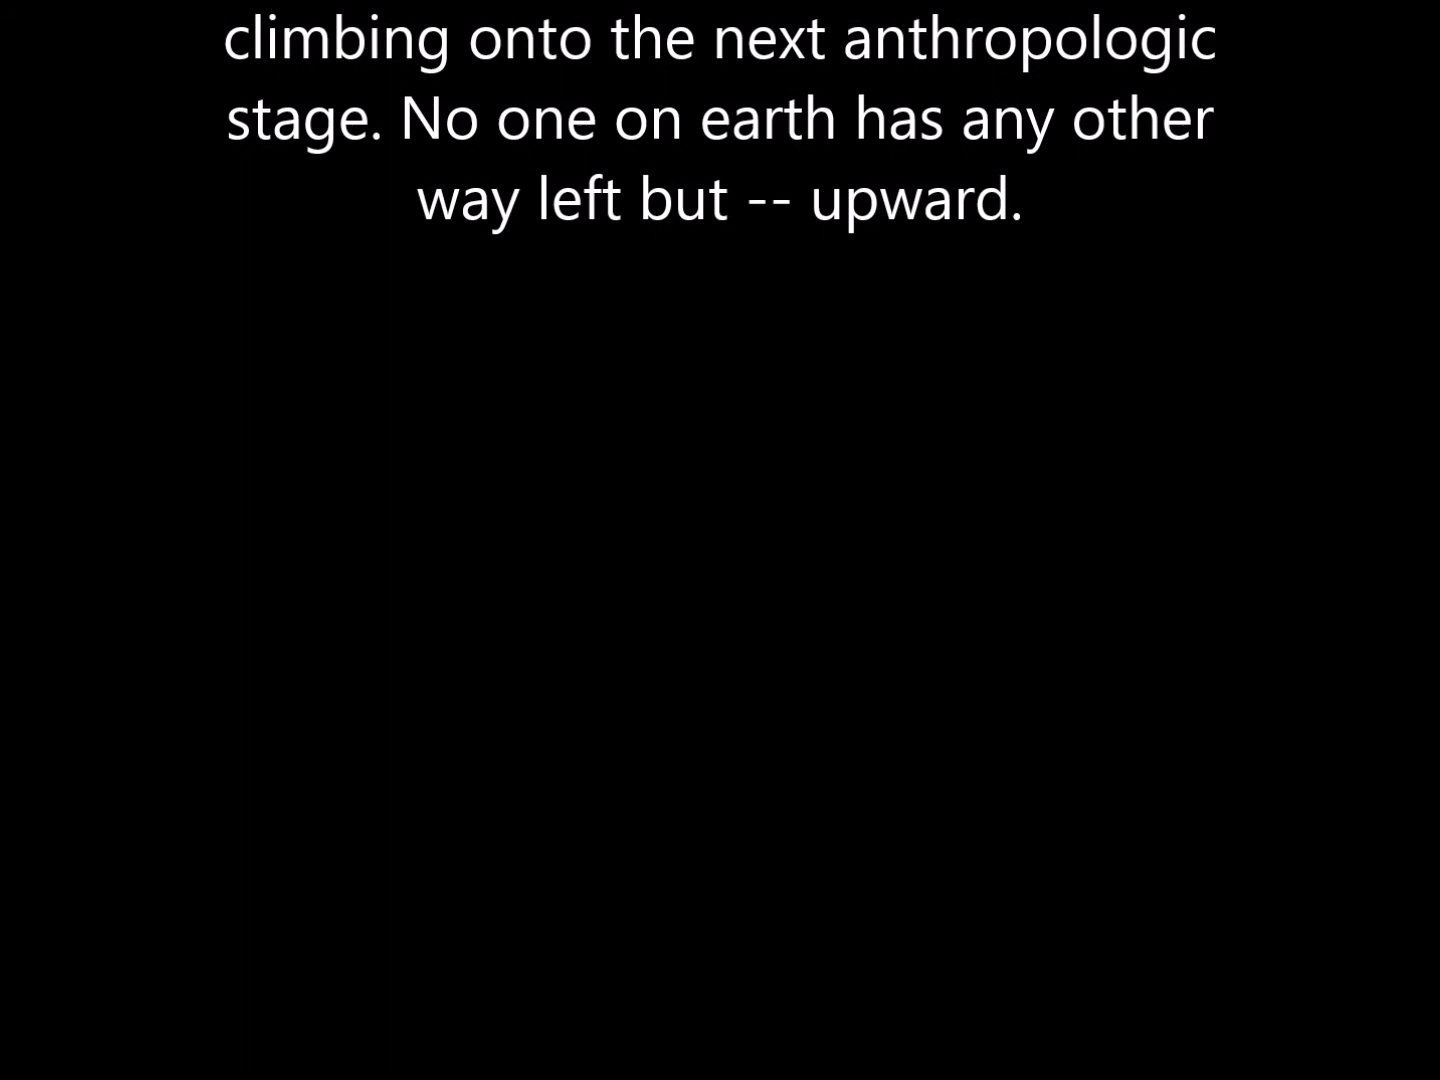 climbing onto the next anthropologic
stage. No one on earth has any other
way left but -- upward.